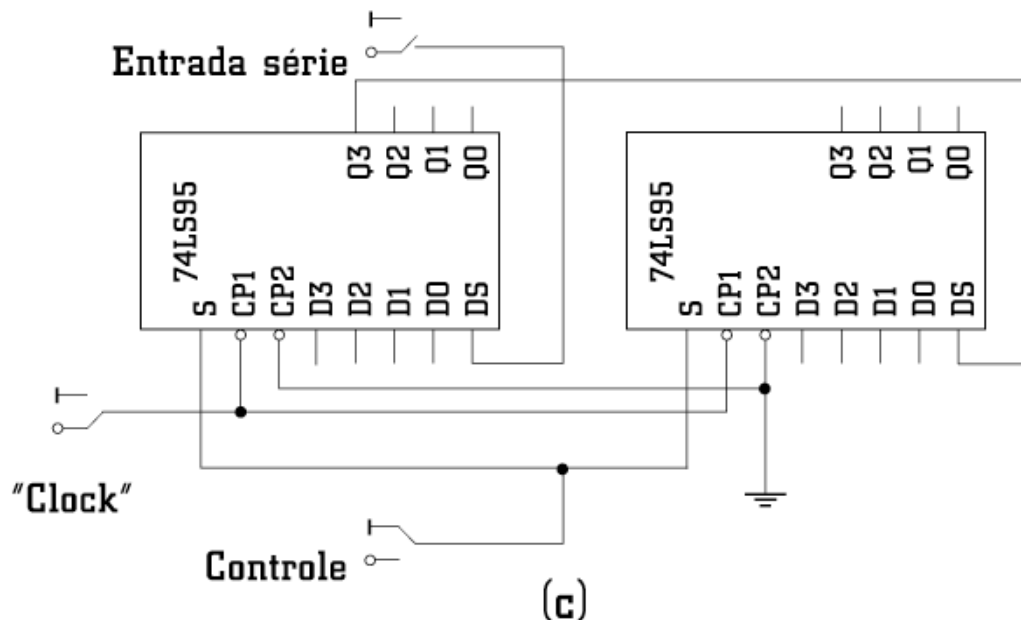 Entrada série
Q3 Q2 Q1 Q0
74LS95
S CP1 CP2 D3 D2 D1 D0 DS
Q3 Q2 Q1 Q0
74LS95
S CP1 CP2 D3 D2 D1 D0 DS
"Clock"
Controle
(c)